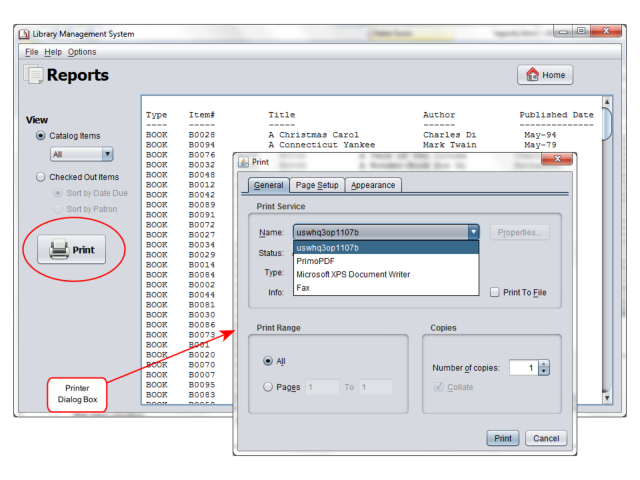 Library Management System
File Help Options
Reports
Home
View
Catalog Items
All
Checked Out Items
Sort by Date Due
Sort by Patron
Print
Printer
Dialog Box
Type Item# Title Author Published Date
BOOK B0028 A Christmas Carol Charles Di May-94
BOOK B0094 A Connecticut Yankee Mark Twain May-79
BOOK B0076
BOOK B0032
BOOK B0048
BOOK B0012
BOOK B0042
BOOK B0089
BOOK B0091
BOOK B0072
BOOK B0027
BOOK B0034
BOOK B0029
BOOK B0014
BOOK B0084
BOOK B0002
BOOK B0044
BOOK B0081
BOOK B0030
BOOK B0086
BOOK B0073
BOOK B001
BOOK B0020
BOOK B0070
BOOK B0007
BOOK B0095
BOOK B0083
Print
General Page Setup Appearance
Print Service
Name: uswhq3op1107b Properties...
Status: uswhq3op1107b
PrimoPDF
Type: Microsoft XPS Document Writer
Info: Fax Print To File
Print Range Copies
All
Number of copies: 1
Pages 1 To 1 Collate
Print Cancel